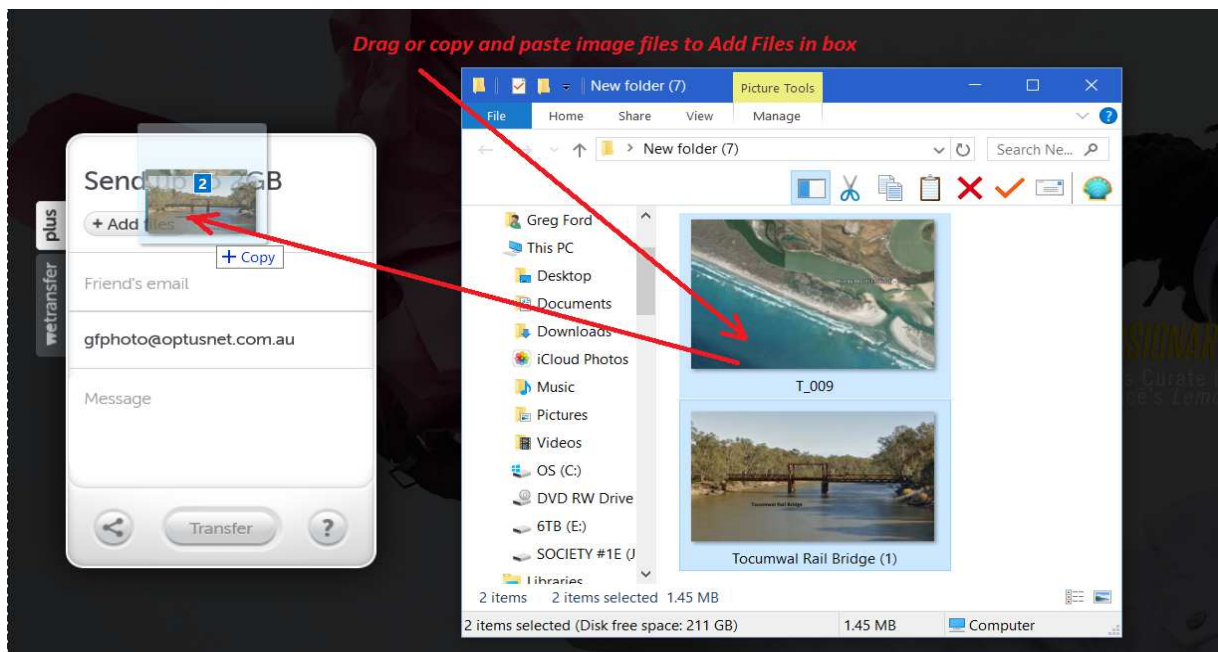 Drag or copy and paste image files to Add Files in box
New folder (7)
Picture Tools
File
Home
Share
View
Manage
New folder (7)
Search Ne...
Send 2GB
2
+ Add files
+ Copy
Friend's email
gfphoto@optusnet.com.au
Message
Transfer
?
plus
wetransfer
Greg Ford
This PC
Desktop
Documents
Downloads
iCloud Photos
Music
Pictures
Videos
OS (C:)
DVD RW Drive
6TB (E:)
SOCIETY #1E (J
Libraries
T_009
Tocumwal Rail Bridge
Tocumwal Rail Bridge (1)
2 items 2 items selected 1.45 MB
2 items selected (Disk free space: 211 GB)
1.45 MB
Computer